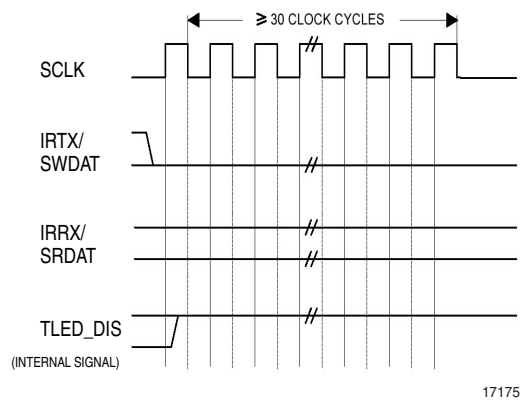 ⩾ 30 CLOCK CYCLES
SCLK
IRTX/
SWDAT
IRRX/
SRDAT
TLED_DIS
(INTERNAL SIGNAL)
17175